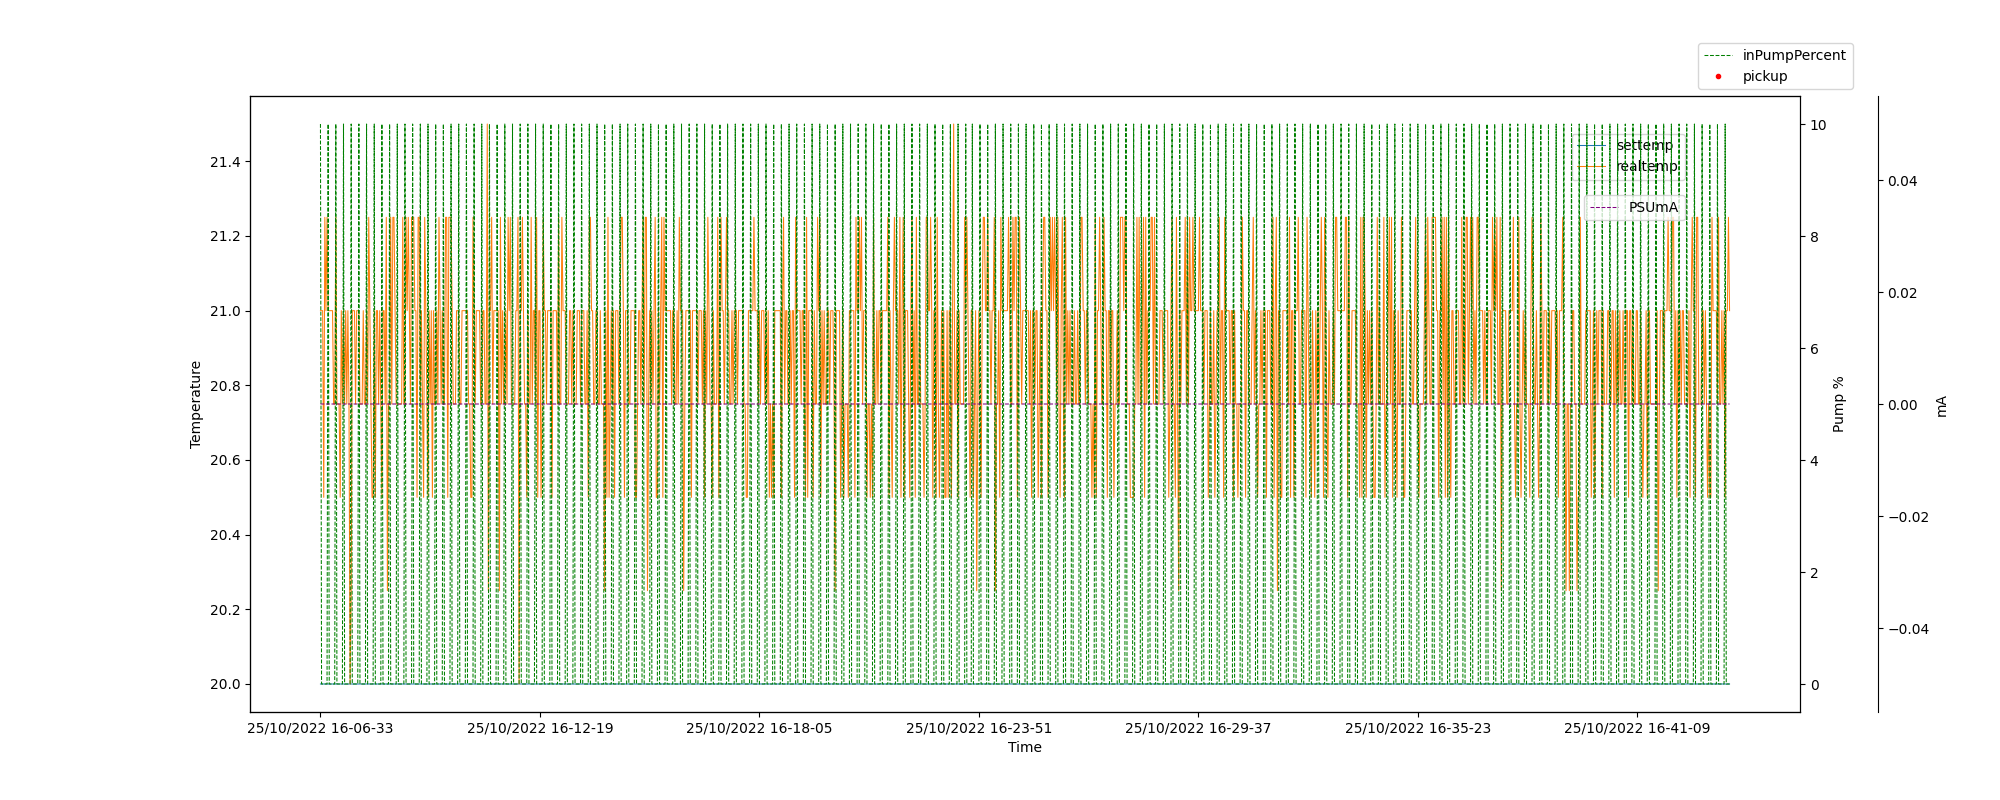 inPumpPercent
pickup
settemp
realtemp
PSUmA
21.4
21.2
21.0
20.8
20.6
20.4
20.2
20.0
Temperature
10
8
6
4
2
0
Pump %
0.04
0.02
0.00
−0.02
−0.04
mA
25/10/2022 16-06-33
25/10/2022 16-12-19
25/10/2022 16-18-05
25/10/2022 16-23-51
25/10/2022 16-29-37
25/10/2022 16-35-23
25/10/2022 16-41-09
Time